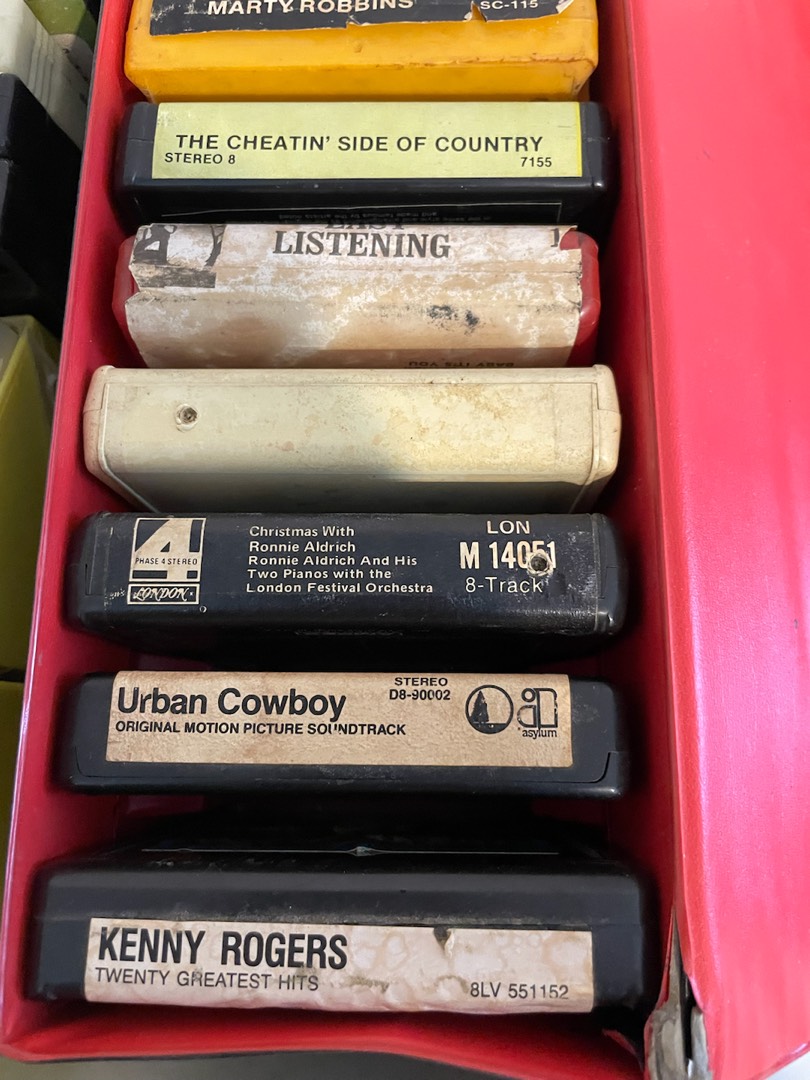 MARTY ROBBINS SC-115
THE CHEATIN' SIDE OF COUNTRY
STEREO 8 7155
EASY
LISTENING
4
PHASE 4 STEREO
LONDON
Christmas With
Ronnie Aldrich
Ronnie Aldrich And His
Two Pianos with the
London Festival Orchestra
LON
M 14051
8-Track
Urban Cowboy
ORIGINAL MOTION PICTURE SOUNDTRACK
STEREO
D8-90002
asylum
KENNY ROGERS
TWENTY GREATEST HITS
8LV 551152